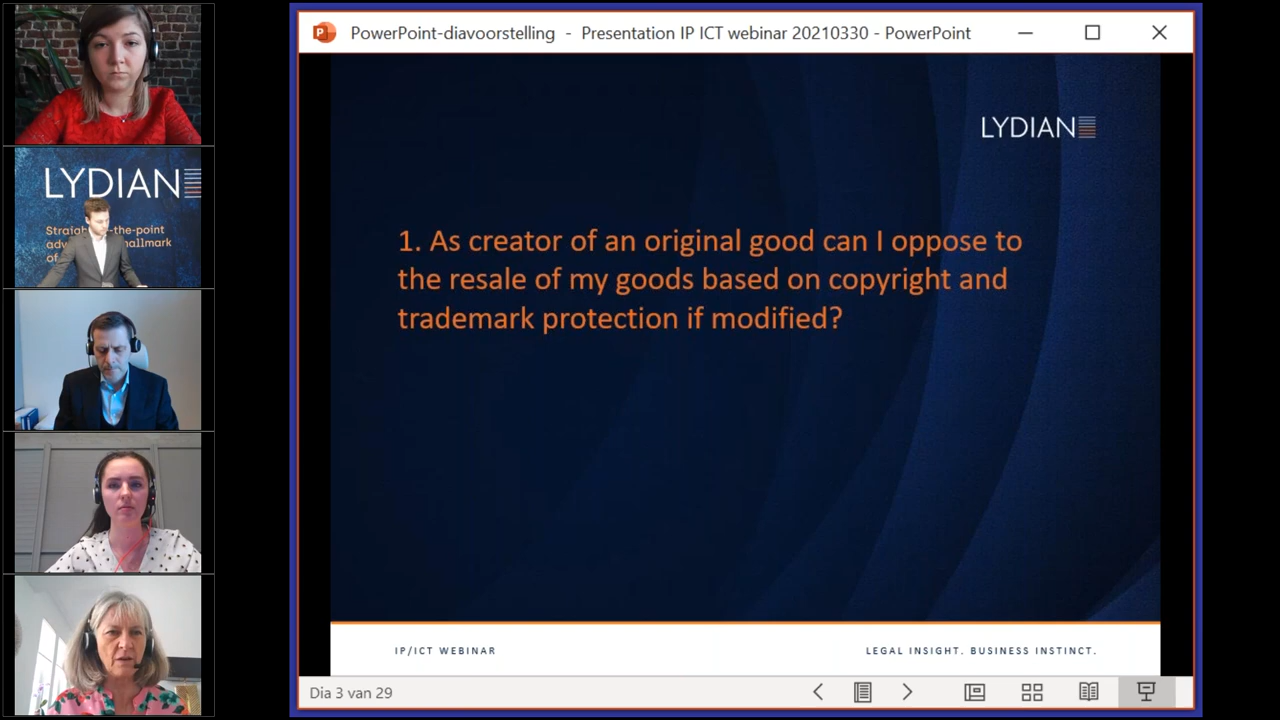 LYDIAN
PowerPoint-diavoorstelling - Presentation IP ICT webinar 20210330 - PowerPoint
LYDIAN
1. As creator of an original good can I oppose to
the resale of my goods based on copyright and
trademark protection if modified?
IP/ICT WEBINAR
LEGAL INSIGHT. BUSINESS INSTINCT.
Dia 3 van 29